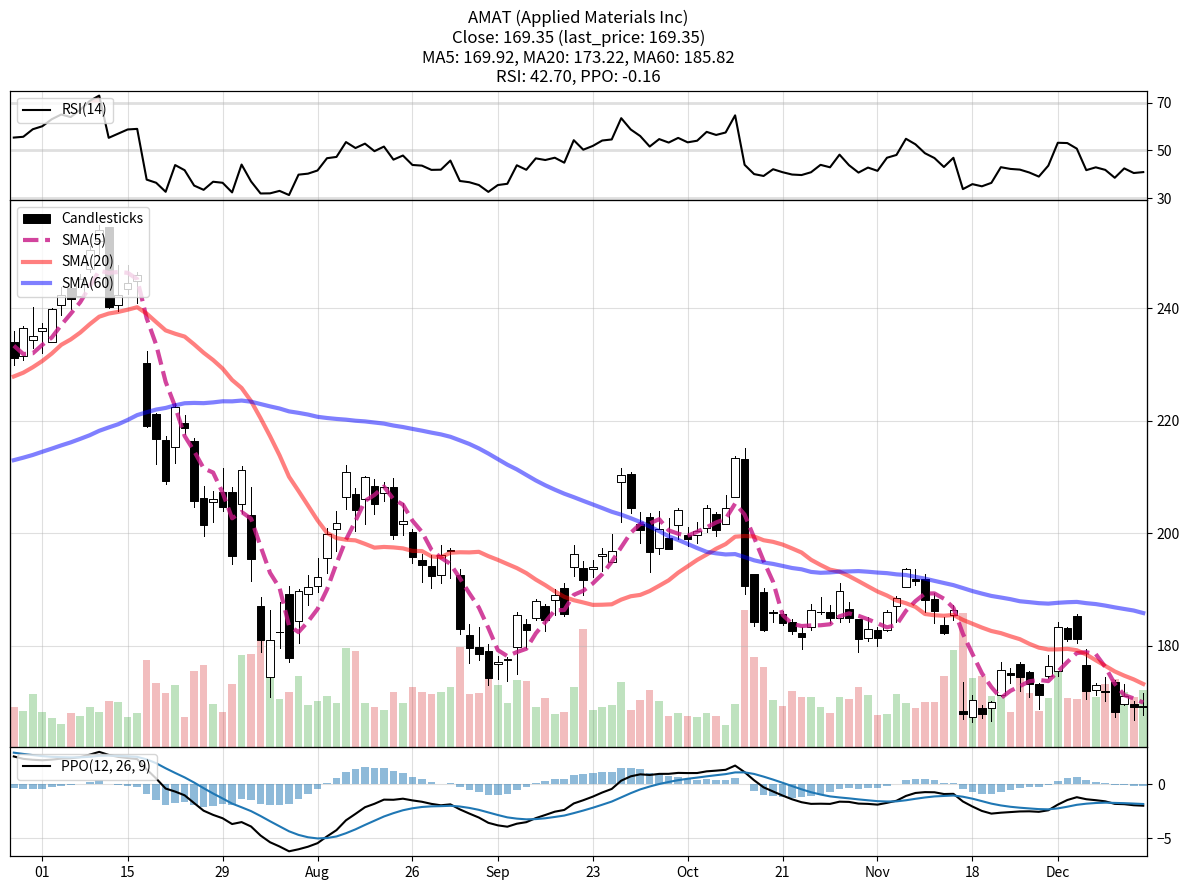 AMAT (Applied Materials Inc)
Close: 169.35 (last_price: 169.35)
MA5: 169.92, MA20: 173.22, MA60: 185.82
RSI: 42.70, PPO: -0.16
RSI(14)
70
50
30
Candlesticks
SMA(5)
SMA(20)
SMA(60)
240
220
200
180
PPO(12, 26, 9)
0
−5
01 15 29 Aug 26 Sep 23 Oct 21 Nov 18 Dec